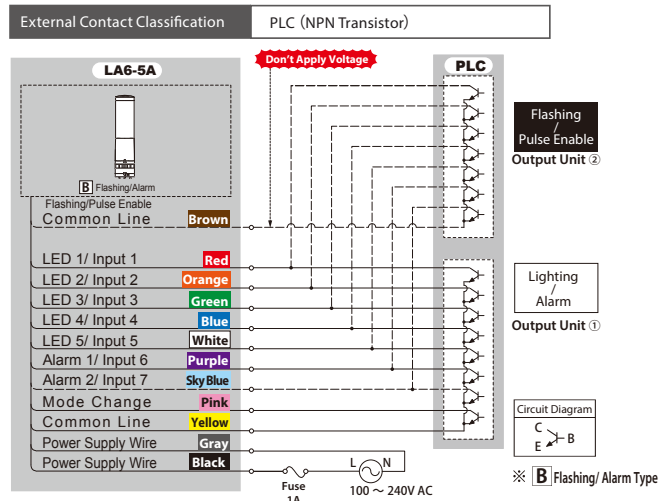 External Contact Classification PLC (NPN Transistor)
LA6-5A
Don't Apply Voltage
PLC
B Flashing/Alarm
Flashing/Pulse Enable
Common Line Brown
LED 1/ Input 1 Red
LED 2/ Input 2 Orange
LED 3/ Input 3 Green
LED 4/ Input 4 Blue
LED 5/ Input 5 White
Alarm 1/ Input 6 Purple
Alarm 2/ Input 7 Sky Blue
Mode Change Pink
Common Line Yellow
Power Supply Wire Gray
Power Supply Wire Black
Fuse
1A
L N
100 ~ 240V AC
Flashing
/
Pulse Enable
Output Unit ②
Lighting
/
Alarm
Output Unit ①
Circuit Diagram
C
B
E
※ B Flashing/ Alarm Type